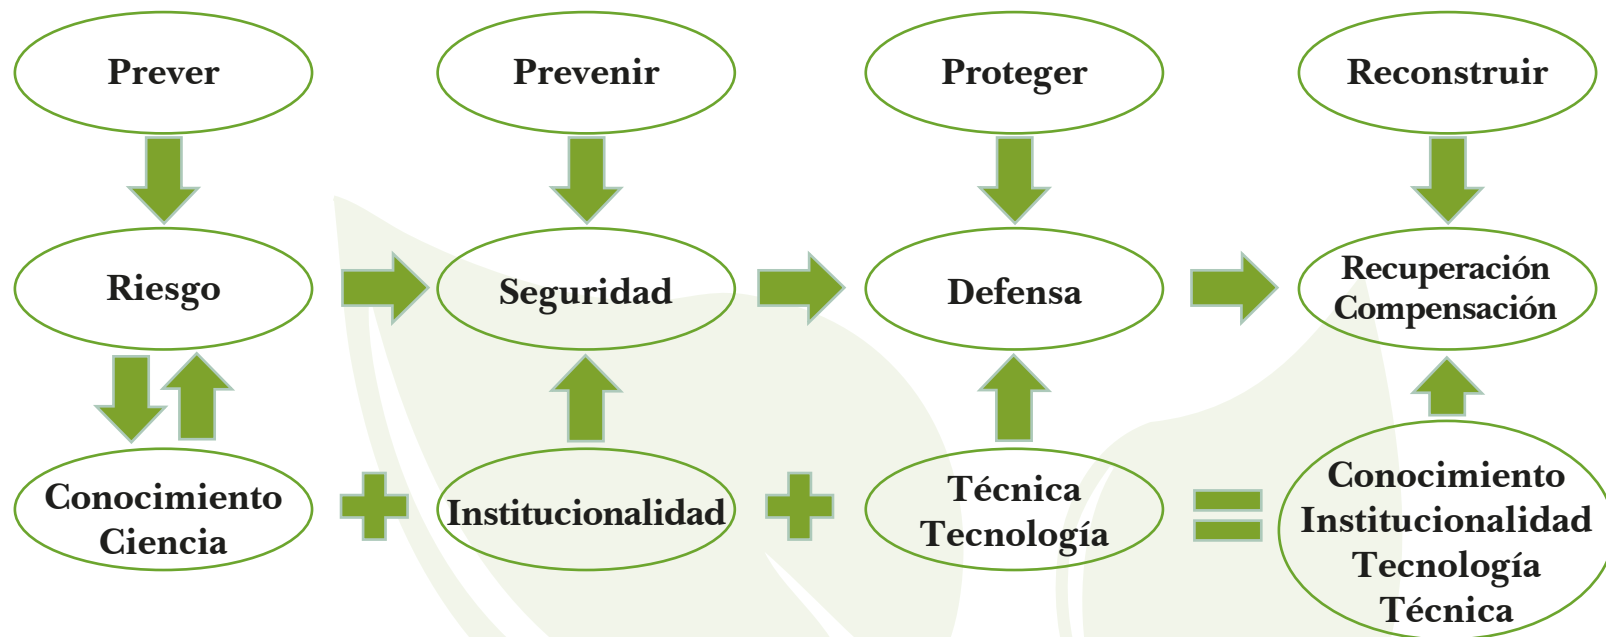 Prever
Prevenir
Proteger
Reconstruir
Riesgo
Seguridad
Defensa
Recuperación
Compensación
Conocimiento
Ciencia
Institucionalidad
Técnica
Tecnología
Conocimiento
Institucionalidad
Tecnología
Técnica